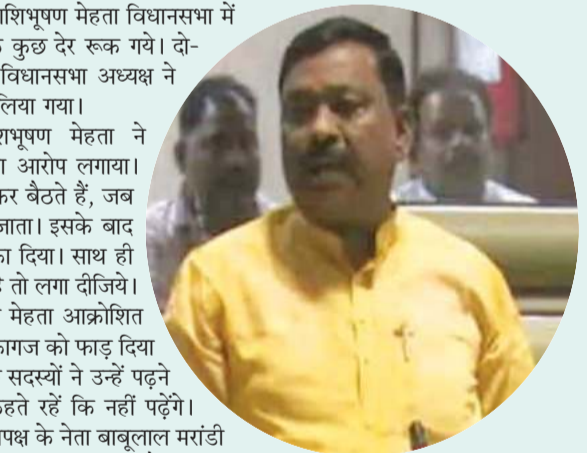 शिभूषण मेहता विधानसभा में
कुछ देर रूक गये। दो-
विधानसभा अध्यक्ष ने
लिया गया।
भूषण मेहता ने
आरोप लगाया।
कर बैठते हैं, जब
जाता। इसके बाद
दिया। साथ ही
तो लगा दीजिये।
मेहता आक्रोशित
कागज को फाड़ दिया
सदस्यों ने उन्हें पढ़ने
कहते रहें कि नहीं पढ़ेंगे।
पक्ष के नेता बाबूलाल मरांडी